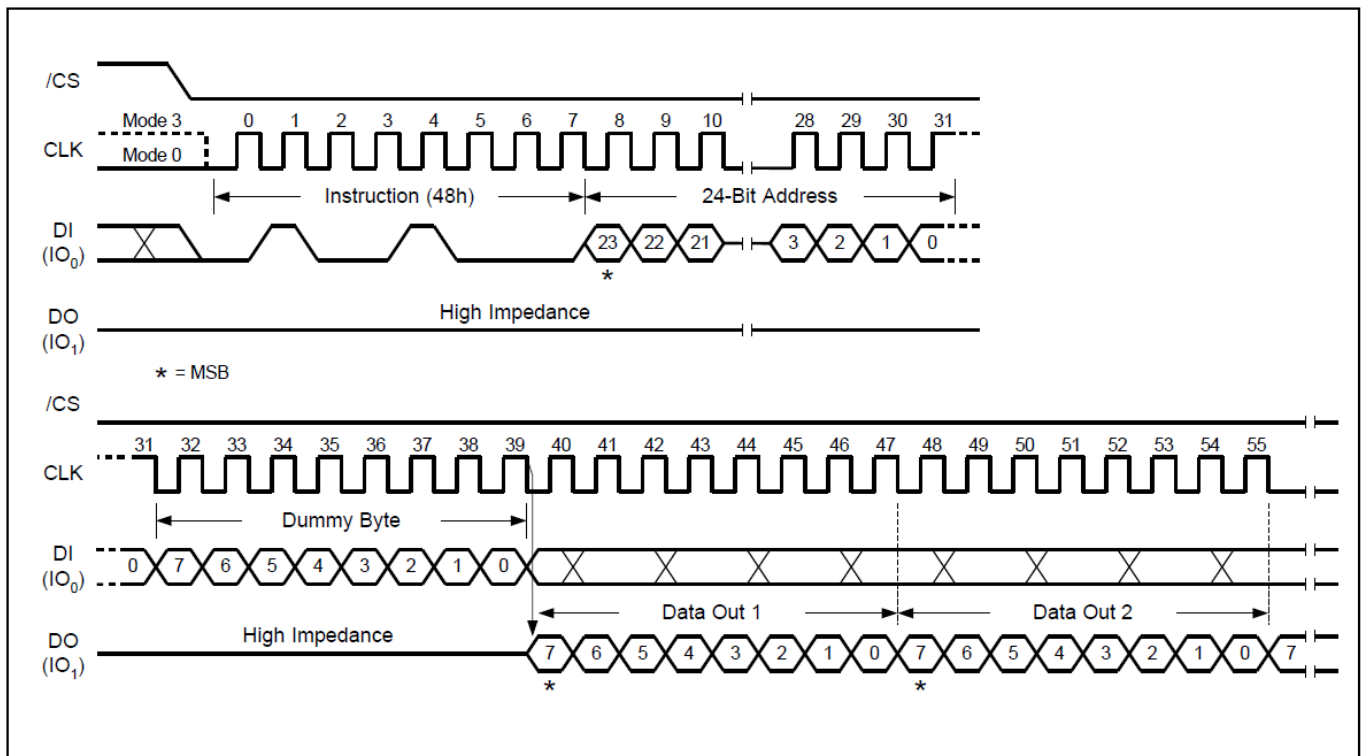 /CS
Mode 3
0 1 2 3 4 5 6 7 8 9 10 28 29 30 31
CLK
Mode 0
Instruction (48h) 24-Bit Address
DI
(IO0)
23 22 21 3 2 1 0
*
DO
(IO1)
High Impedance
* = MSB
/CS
31 32 33 34 35 36 37 38 39 40 41 42 43 44 45 46 47 48 49 50 51 52 53 54 55
CLK
Dummy Byte
DI
(IO0)
0 7 6 5 4 3 2 1 0
Data Out 1 Data Out 2
DO
(IO1)
High Impedance
7 6 5 4 3 2 1 0 7 6 5 4 3 2 1 0 7
* *